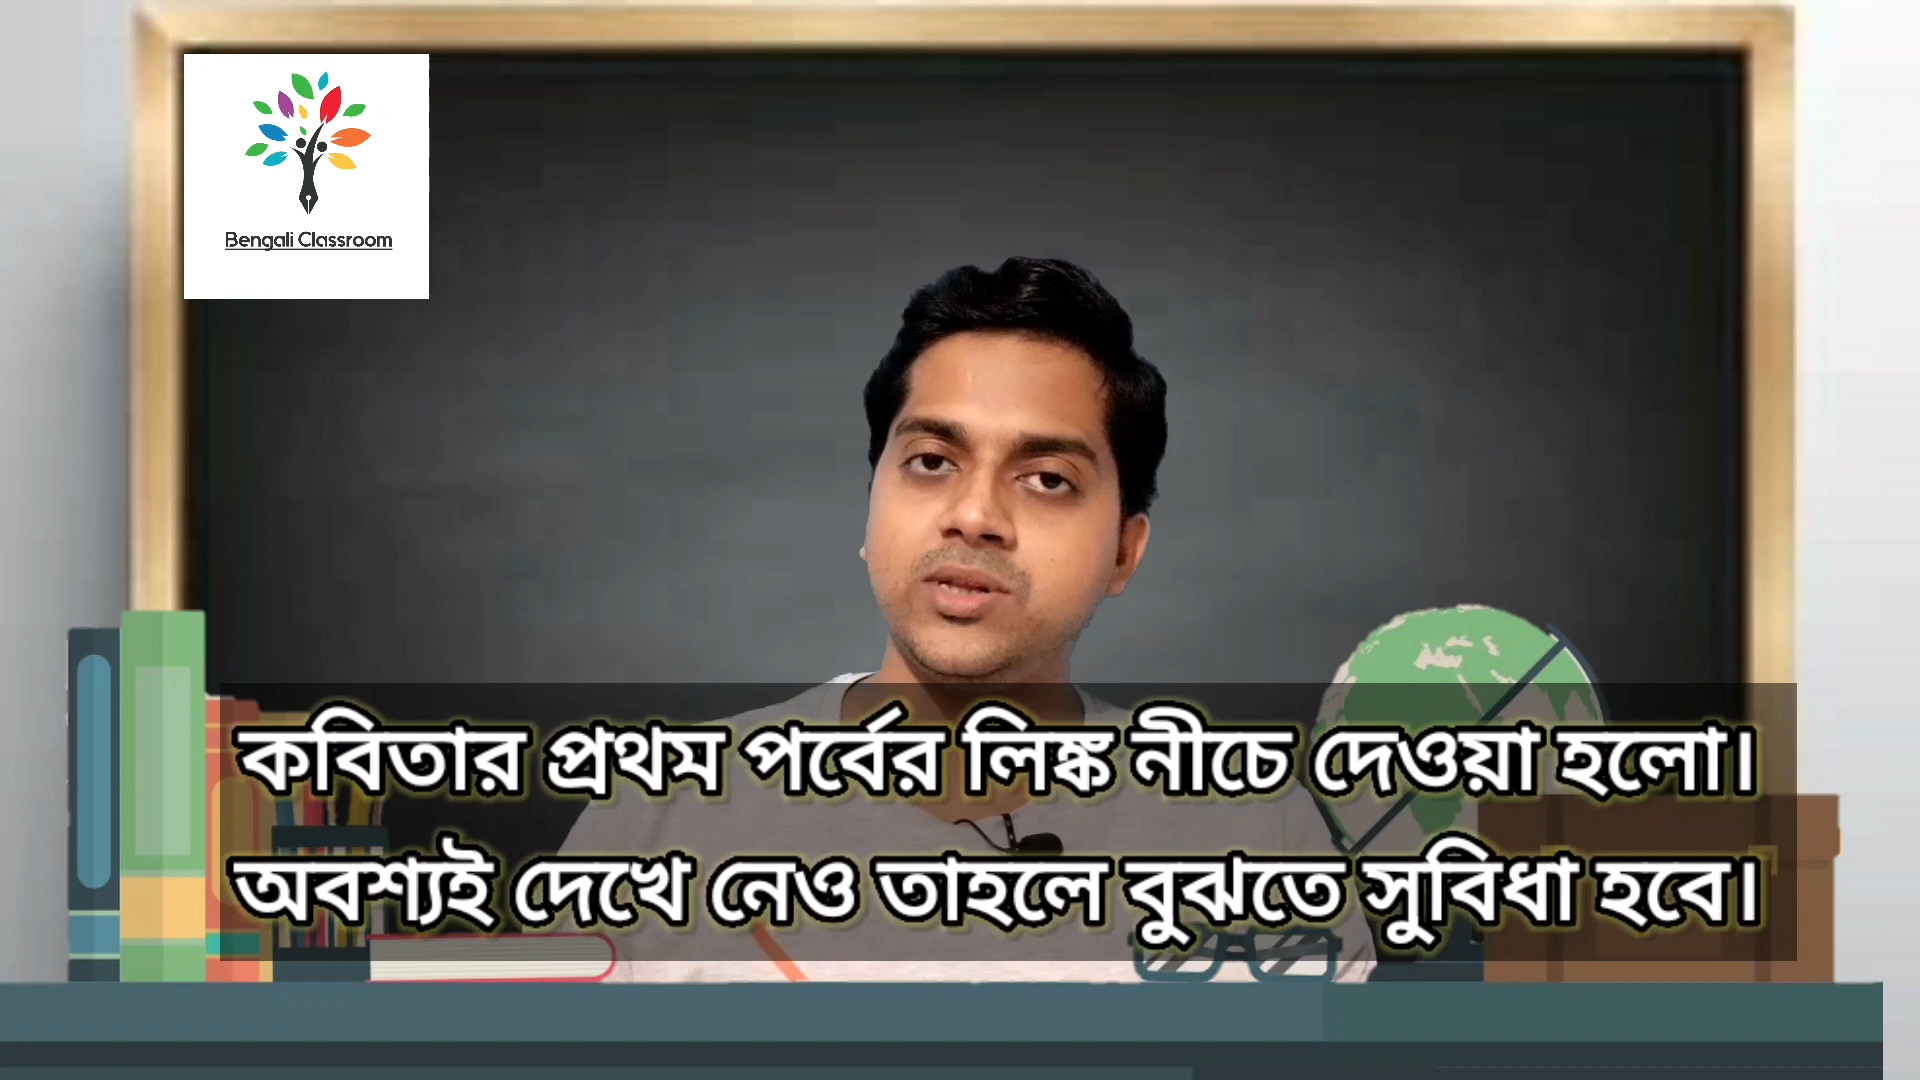 Bengali Classroom
কবিতার প্রথম পর্বের লিঙ্ক নীচে দেওয়া হলো।
অবশ্যই দেখে নেও তাহলে বুঝতে সুবিধা হবে।